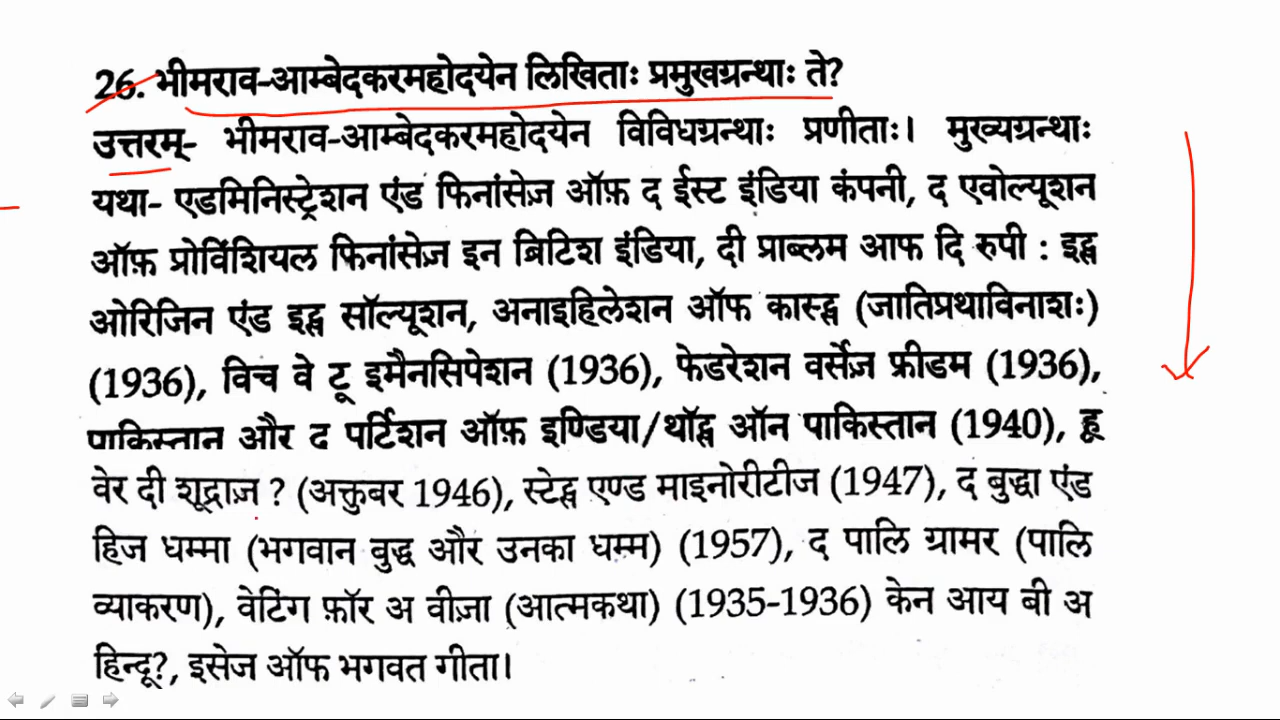 26. भीमराव-आम्बेदकरमहोदयेन लिखिताः प्रमुखग्रन्थाः ते?
उत्तरम्- भीमराव-आम्बेदकरमहोदयेन विविधग्रन्थाः प्रणीताः। मुख्यग्रन्थाः
यथा- एडमिनिस्ट्रेशन एंड फिनांसेज़ ऑफ़ द ईस्ट इंडिया कंपनी, द एवोल्यूशन
ऑफ़ प्रोविंशियल फिनांसेज़ इन ब्रिटिश इंडिया, दी प्राब्लम आफ दि रुपी : इट्स
ओरिजिन एंड इट्स सॉल्यूशन, अनाइहिलेशन ऑफ कास्ट्स (जातिप्रथाविनाशः)
(1936), विच वे टू इमैनसिपेशन (1936), फेडरेशन वर्सेज़ फ्रीडम (1936),
पाकिस्तान और द पर्टिशन ऑफ़ इण्डिया/थॉट्स ऑन पाकिस्तान (1940), हू
वेर दी शूद्राज़ ? (अक्तुबर 1946), स्टेट्स एण्ड माइनोरीटीज (1947), द बुद्धा एंड
हिज धम्मा (भगवान बुद्ध और उनका धम्म) (1957), द पालि ग्रामर (पालि
व्याकरण), वेटिंग फ़ॉर अ वीज़ा (आत्मकथा) (1935-1936) केन आय बी अ
हिन्दू?, इसेज ऑफ भगवत गीता।